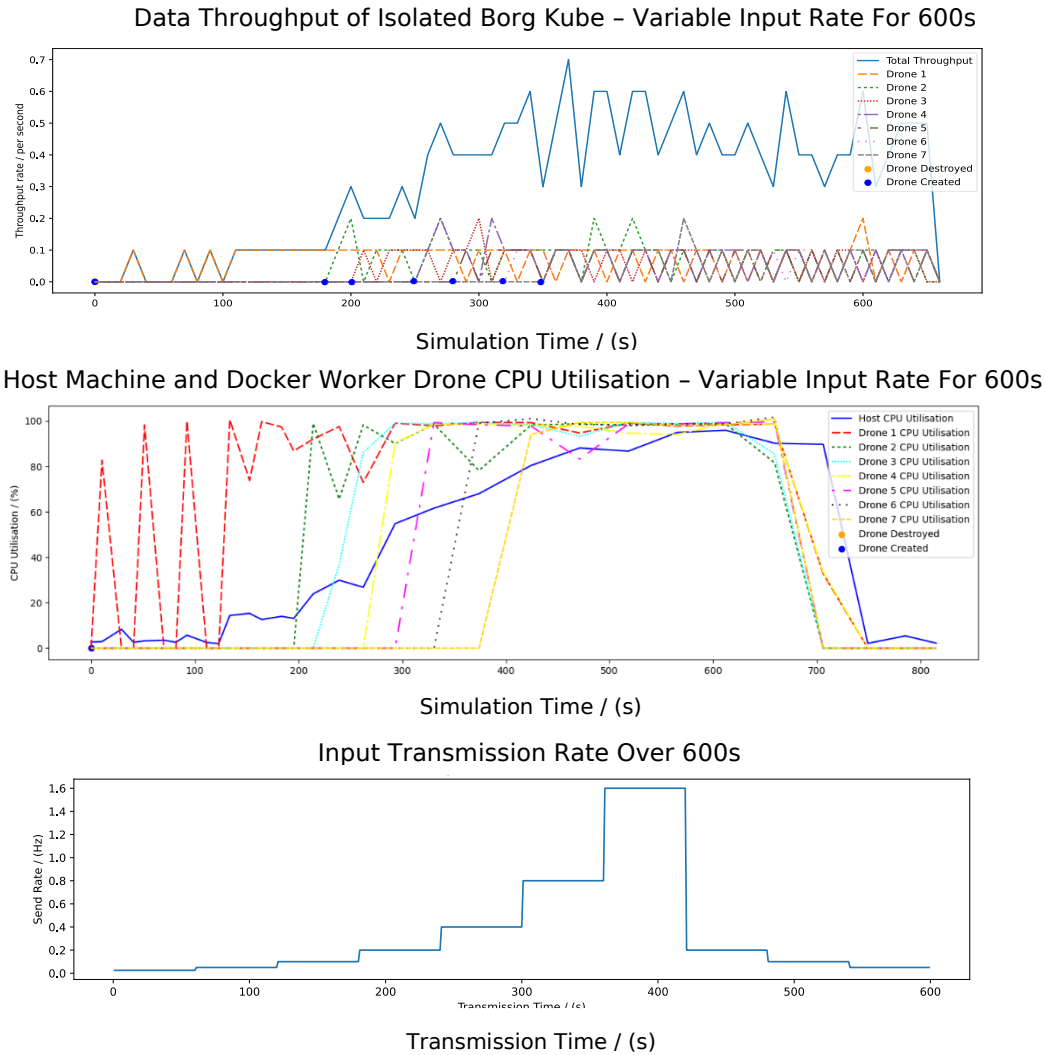 Data Throughput of Isolated Borg Kube – Variable Input Rate For 600s
Throughput rate / per second
0.7
0.6
0.5
0.4
0.3
0.2
0.1
0.0
Total Throughput
Drone 1
Drone 2
Drone 3
Drone 4
Drone 5
Drone 6
Drone 7
Drone Destroyed
Drone Created
0 100 200 300 400 500 600
Simulation Time / (s)
Host Machine and Docker Worker Drone CPU Utilisation – Variable Input Rate For 600s
CPU Utilisation / (%)
100
80
60
40
20
0
Host CPU Utilisation
Drone 1 CPU Utilisation
Drone 2 CPU Utilisation
Drone 3 CPU Utilisation
Drone 4 CPU Utilisation
Drone 5 CPU Utilisation
Drone 6 CPU Utilisation
Drone 7 CPU Utilisation
Drone Destroyed
Drone Created
0 100 200 300 400 500 600 700 800
Simulation Time / (s)
Input Transmission Rate Over 600s
Send Rate / (Hz)
1.6
1.4
1.2
1.0
0.8
0.6
0.4
0.2
0.0
0 100 200 300 400 500 600
Transmission Time / (s)
Transmission Time / (s)